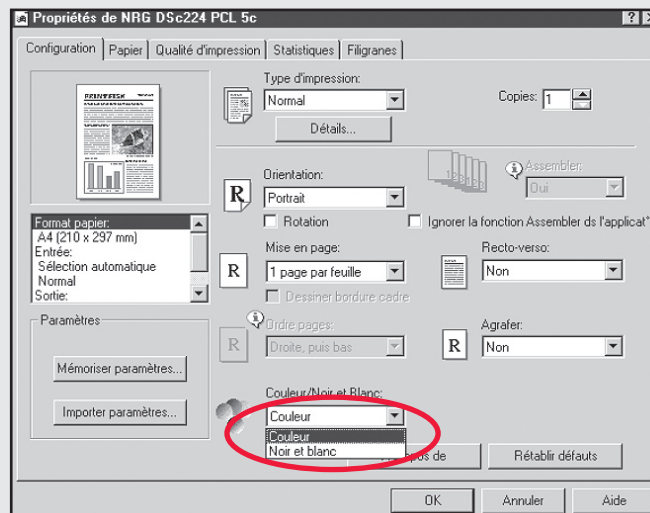 Propriétés de NRG DSc224 PCL 5c
Configuration
Papier
Qualité d'impression
Statistiques
Filigranes
PRINTFISK
Type d'impression:
Normal
Copies: 1
Détails...
Orientation:
Portrait
Rotation
Assembler:
Oui
Ignorer la fonction Assembler ds l'applicat°
Format papier:
A4 (210 x 297 mm)
Entrée:
Sélection automatique
Normal
Sortie:
Mise en page:
1 page par feuille
Dessiner bordure cadre
Recto-verso:
Non
Paramètres
Mémoriser paramètres...
Importer paramètres...
Ordre pages:
Droite, puis bas
Agrafer:
Non
Couleur/Noir et Blanc:
Couleur
Couleur
Noir et blanc
pos de
Rétablir défauts
OK
Annuler
Aide